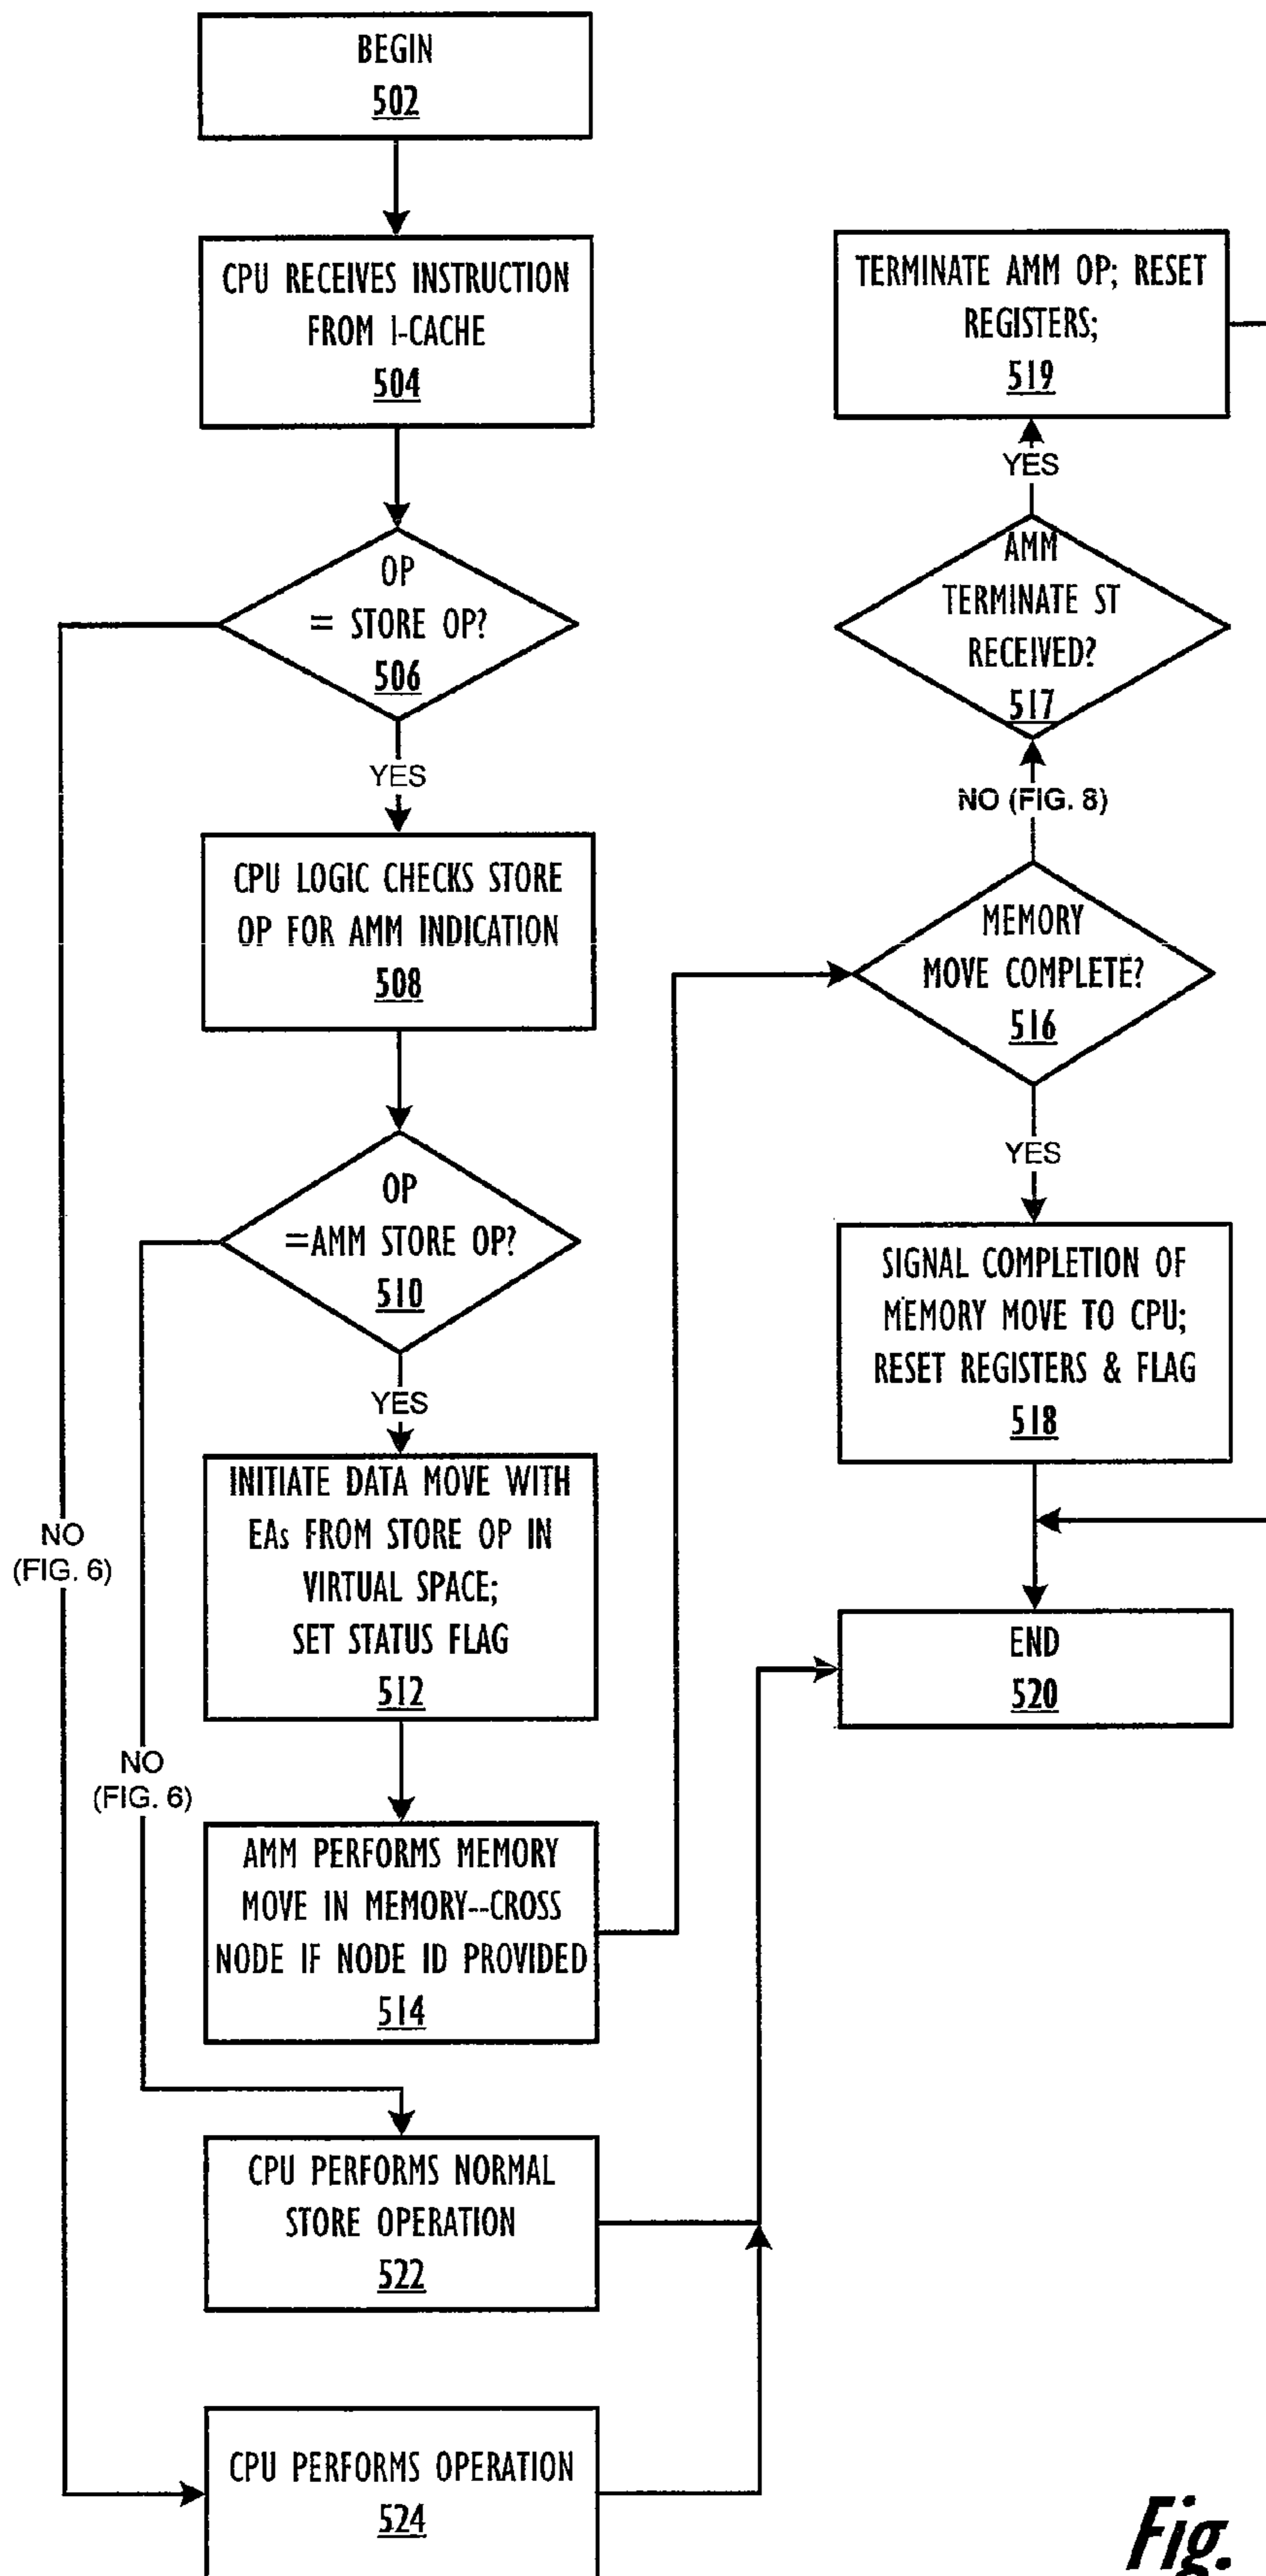 BEGIN
502
CPU RECEIVES INSTRUCTION
FROM I-CACHE
504
OP
= STORE OP?
506
YES
CPU LOGIC CHECKS STORE
OP FOR AMM INDICATION
508
OP
=AMM STORE OP?
510
YES
INITIATE DATA MOVE WITH
EAs FROM STORE OP IN
VIRTUAL SPACE;
SET STATUS FLAG
512
NO
(FIG. 6)
NO
(FIG. 6)
AMM PERFORMS MEMORY
MOVE IN MEMORY--CROSS
NODE IF NODE ID PROVIDED
514
CPU PERFORMS NORMAL
STORE OPERATION
522
CPU PERFORMS OPERATION
524
TERMINATE AMM OP; RESET
REGISTERS;
519
YES
AMM
TERMINATE ST
RECEIVED?
517
NO (FIG. 8)
MEMORY
MOVE COMPLETE?
516
YES
SIGNAL COMPLETION OF
MEMORY MOVE TO CPU;
RESET REGISTERS & FLAG
518
END
520
Fig.